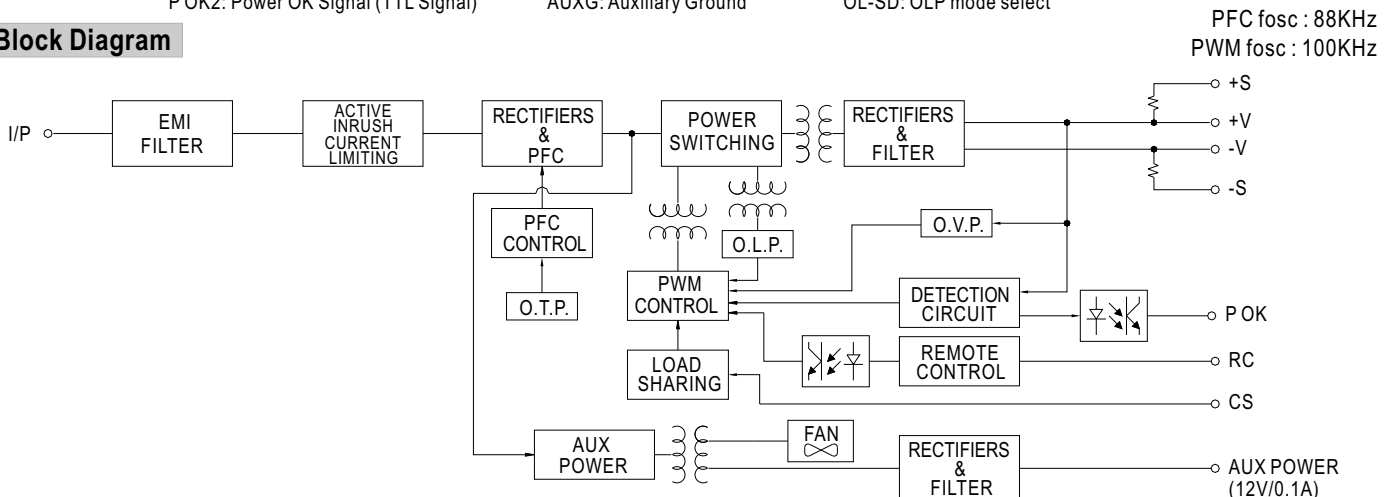 P OK2: Power OK Signal (TTL Signal) AUXG: Auxiliary Ground OL-SD: OLP mode select
PFC fosc : 88KHz
Block Diagram
PWM fosc : 100KHz
I/P
EMI
FILTER
ACTIVE
INRUSH
CURRENT
LIMITING
RECTIFIERS
&
PFC
POWER
SWITCHING
RECTIFIERS
&
FILTER
+S
+V
-V
-S
PFC
CONTROL
O.T.P.
O.L.P.
O.V.P.
PWM
CONTROL
DETECTION
CIRCUIT
P OK
LOAD
SHARING
REMOTE
CONTROL
RC
CS
AUX
POWER
FAN
RECTIFIERS
&
FILTER
AUX POWER
(12V/0.1A)